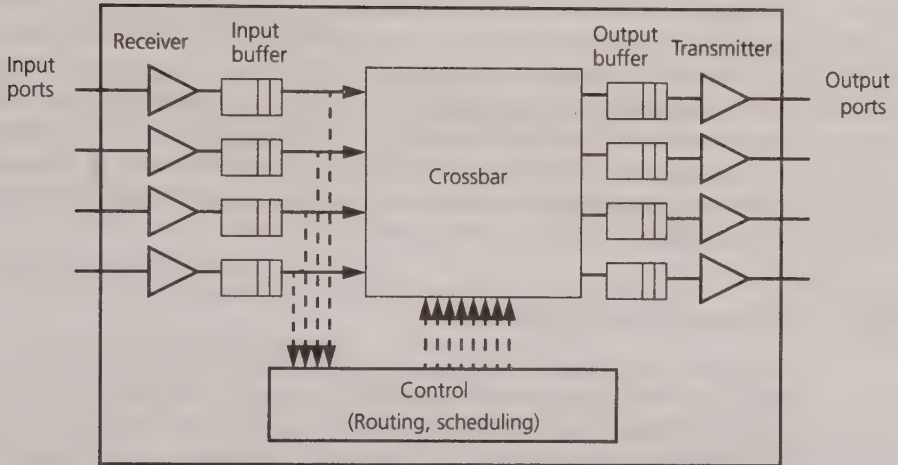 Receiver
Input
buffer
Output
buffer
Transmitter
Input
ports
Output
ports
Crossbar
Control
(Routing, scheduling)